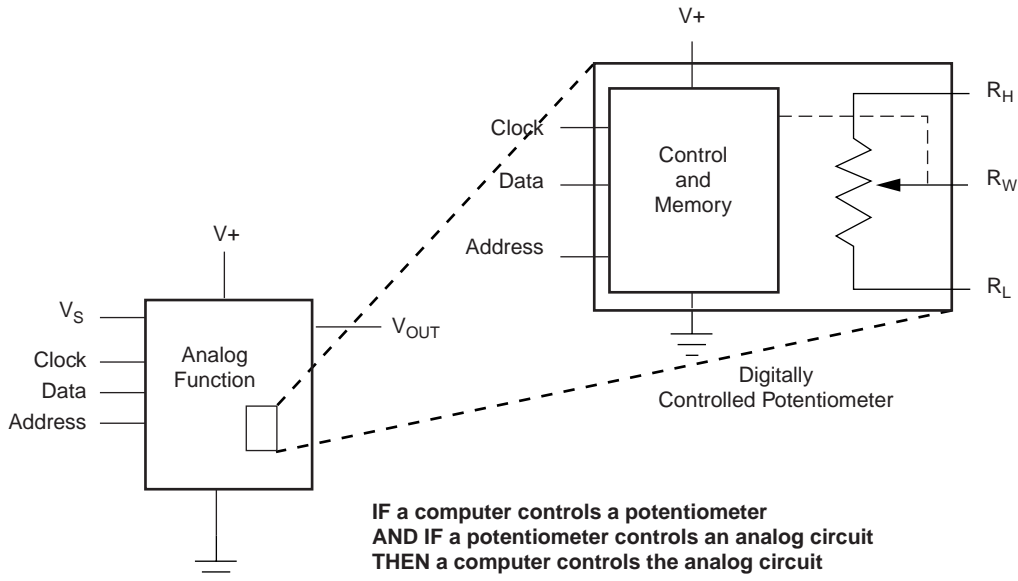 V+
R_H
Clock
Control
and
Memory
Data
R_W
Address
R_L
V+
V_S
V_OUT
Analog
Function
Clock
Data
Address
Digitally
Controlled Potentiometer
IF a computer controls a potentiometer
AND IF a potentiometer controls an analog circuit
THEN a computer controls the analog circuit